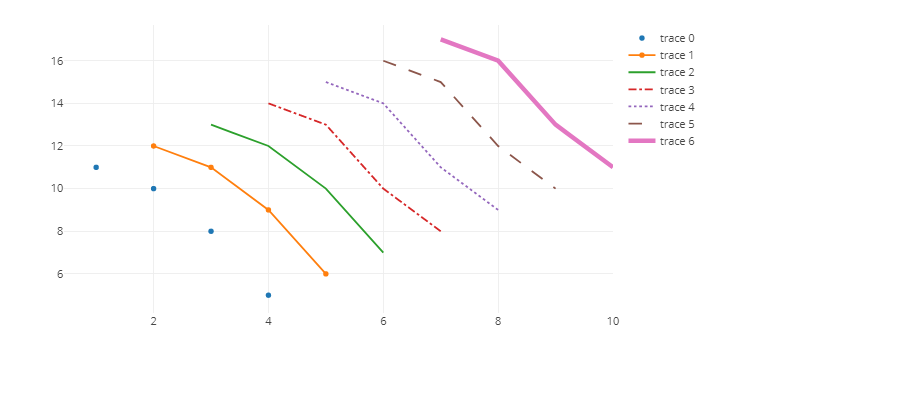 16
14
12
10
8
6
2 4 6 8 10
trace 0
trace 1
trace 2
trace 3
trace 4
trace 5
trace 6